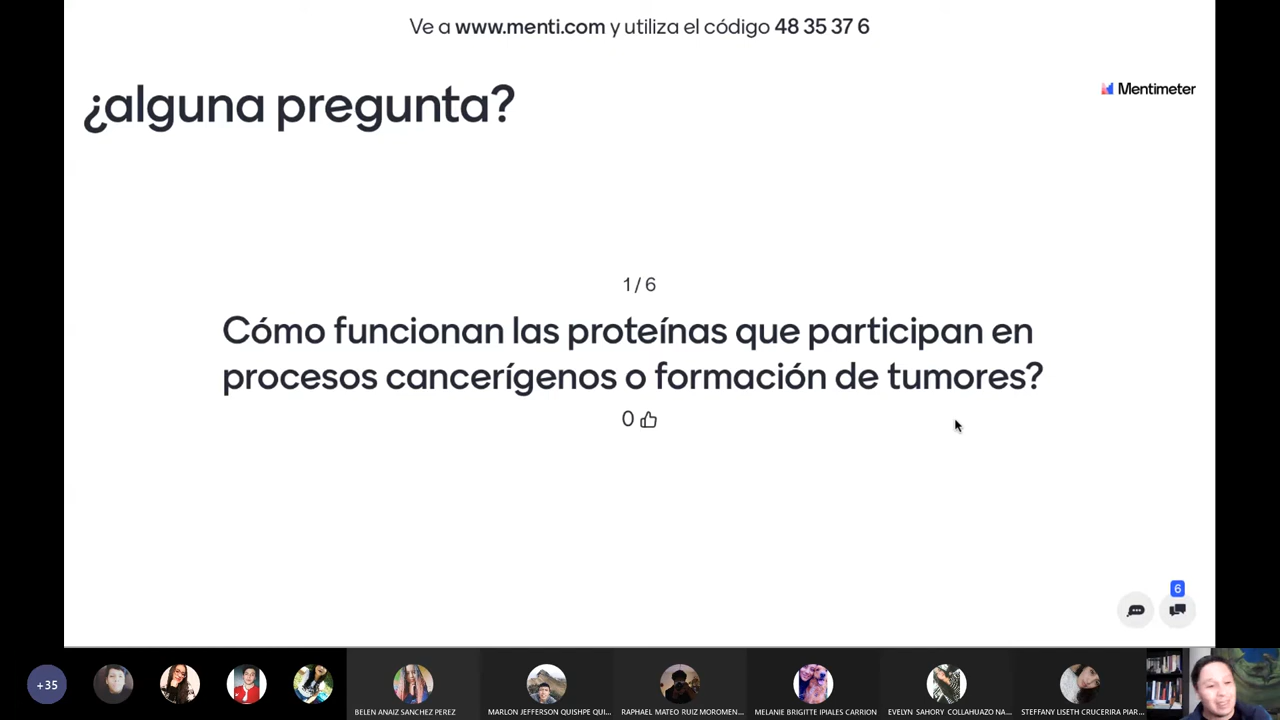 Ve a www.menti.com y utiliza el código 48 35 37 6
¿alguna pregunta?
Mentimeter
1 / 6
Cómo funcionan las proteínas que participan en
procesos cancerígenos o formación de tumores?
0
6
+35
BELEN ANAIZ SANCHEZ PEREZ
MARLON JEFFERSON QUISHPE QUI...
RAPHAEL MATEO RUIZ MOROMEN...
MELANIE BRIGITTE IPIALES CARRION
EVELYN SAHORY COLLAHUAZO NA...
STEFFANY LISETH CRUCERIRA PIAR...